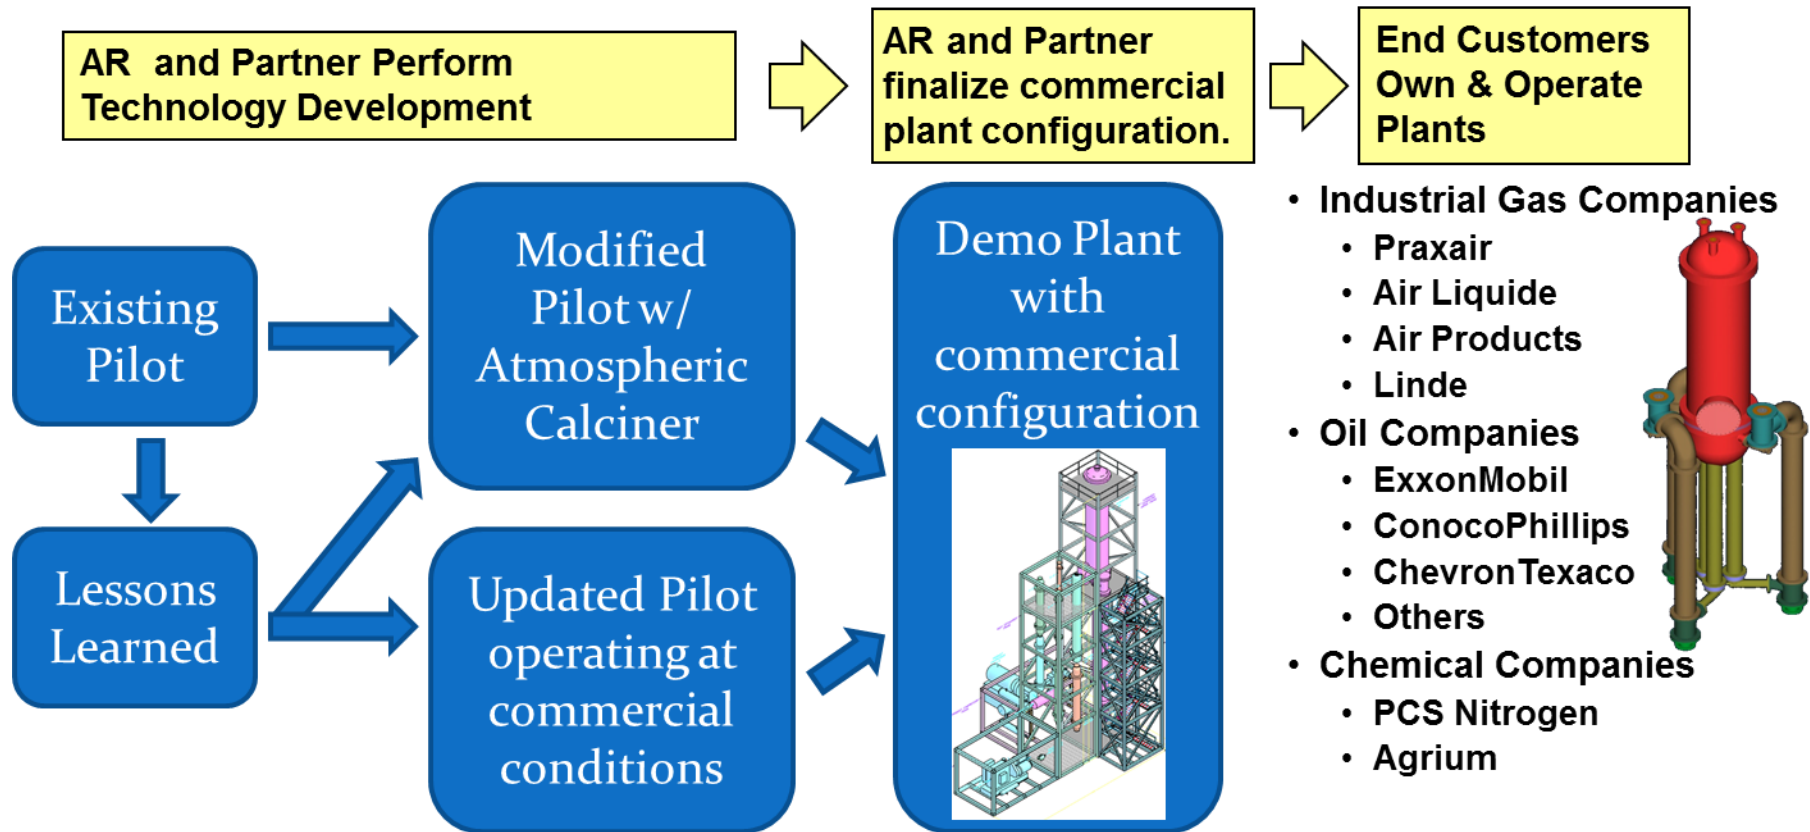 AR and Partner Perform
Technology Development
AR and Partner
finalize commercial
plant configuration.
End Customers
Own & Operate
Plants
Existing
Pilot
Lessons
Learned
Modified
Pilot w/
Atmospheric
Calciner
Updated Pilot
operating at
commercial
conditions
Demo Plant
with
commercial
configuration
• Industrial Gas Companies
• Praxair
• Air Liquide
• Air Products
• Linde
• Oil Companies
• ExxonMobil
• ConocoPhillips
• ChevronTexaco
• Others
• Chemical Companies
• PCS Nitrogen
• Agrium